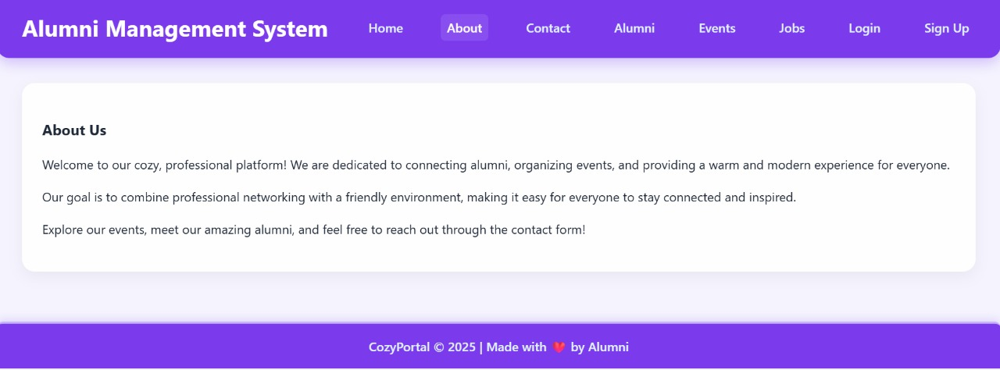 Alumni Management System Home About Contact Alumni Events Jobs Login Sign Up
About Us
Welcome to our cozy, professional platform! We are dedicated to connecting alumni, organizing events, and providing a warm and modern experience for everyone.
Our goal is to combine professional networking with a friendly environment, making it easy for everyone to stay connected and inspired.
Explore our events, meet our amazing alumni, and feel free to reach out through the contact form!
CozyPortal © 2025 | Made with ❤️ by Alumni